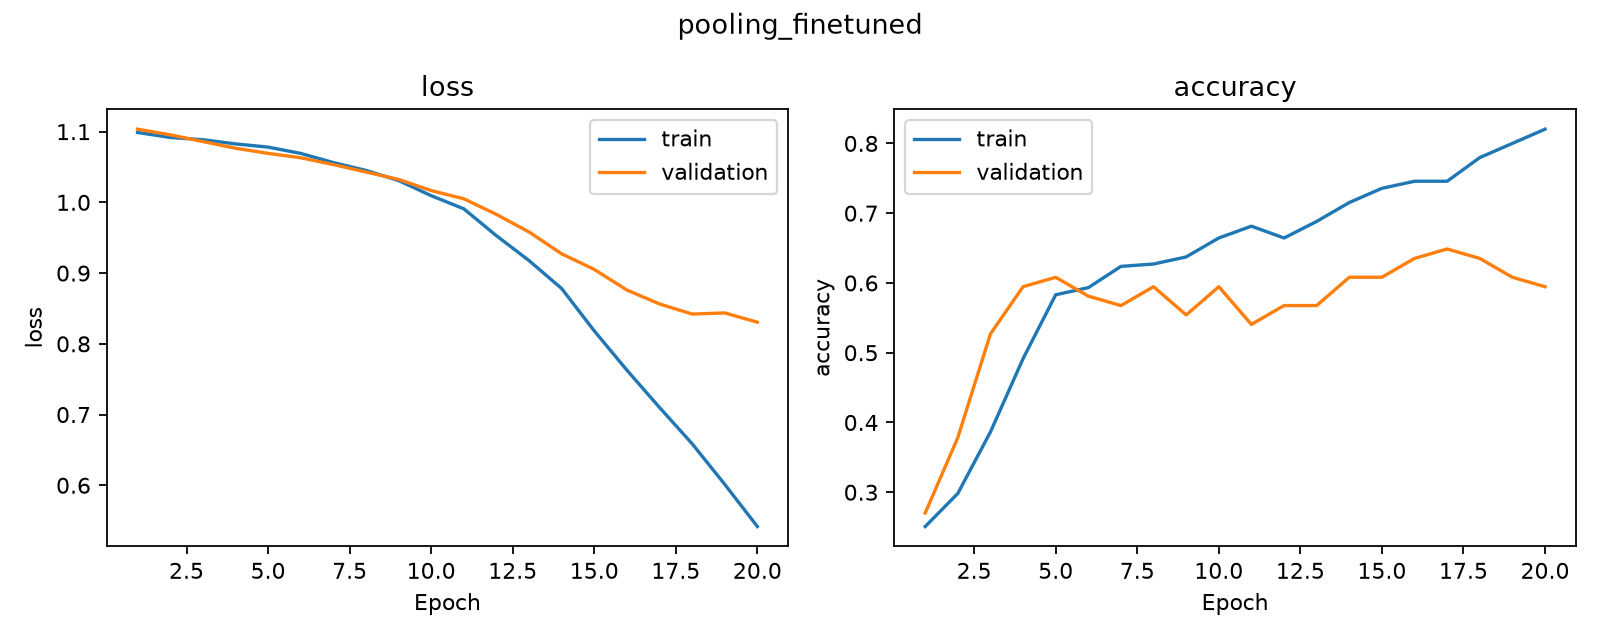 pooling_finetuned
loss
train
validation
1.1
1.0
0.9
0.8
0.7
0.6
loss
2.5 5.0 7.5 10.0 12.5 15.0 17.5 20.0
Epoch
accuracy
train
validation
0.8
0.7
0.6
0.5
0.4
0.3
accuracy
2.5 5.0 7.5 10.0 12.5 15.0 17.5 20.0
Epoch